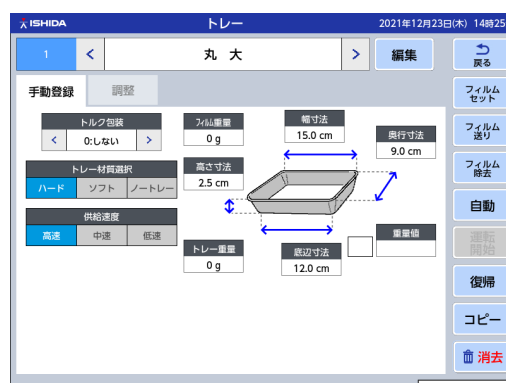 ISHIDA
トレー
2021年12月23日(木) 14時25
1
<
丸 大
>
編集
戻る
手動登録
調整
フィルム
セット
トルク包装
<
0:しない
>
フィルム重量
0 g
幅寸法
15.0 cm
奥行寸法
9.0 cm
フィルム
送り
トレー材質選択
ハード
ソフト
ノートレー
高さ寸法
2.5 cm
フィルム
除去
供給速度
高速
中速
低速
自動
トレー重量
0 g
底辺寸法
12.0 cm
重量値
運転
開始
復帰
コピー
消去